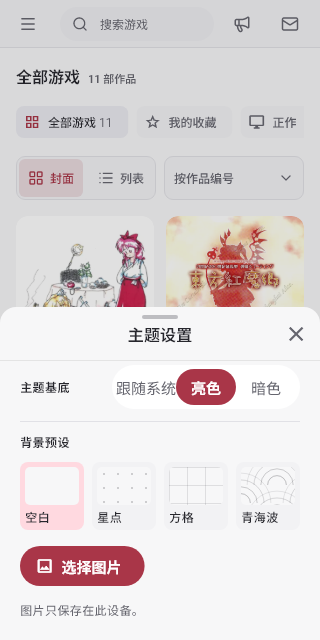 搜索游戏
全部游戏 11 部作品
全部游戏 11 我的收藏 正作
封面 列表 按作品编号
主题设置
主题基底 跟随系统 亮色 暗色
背景预设
空白 星点 方格 青海波
选择图片
图片只保存在此设备。